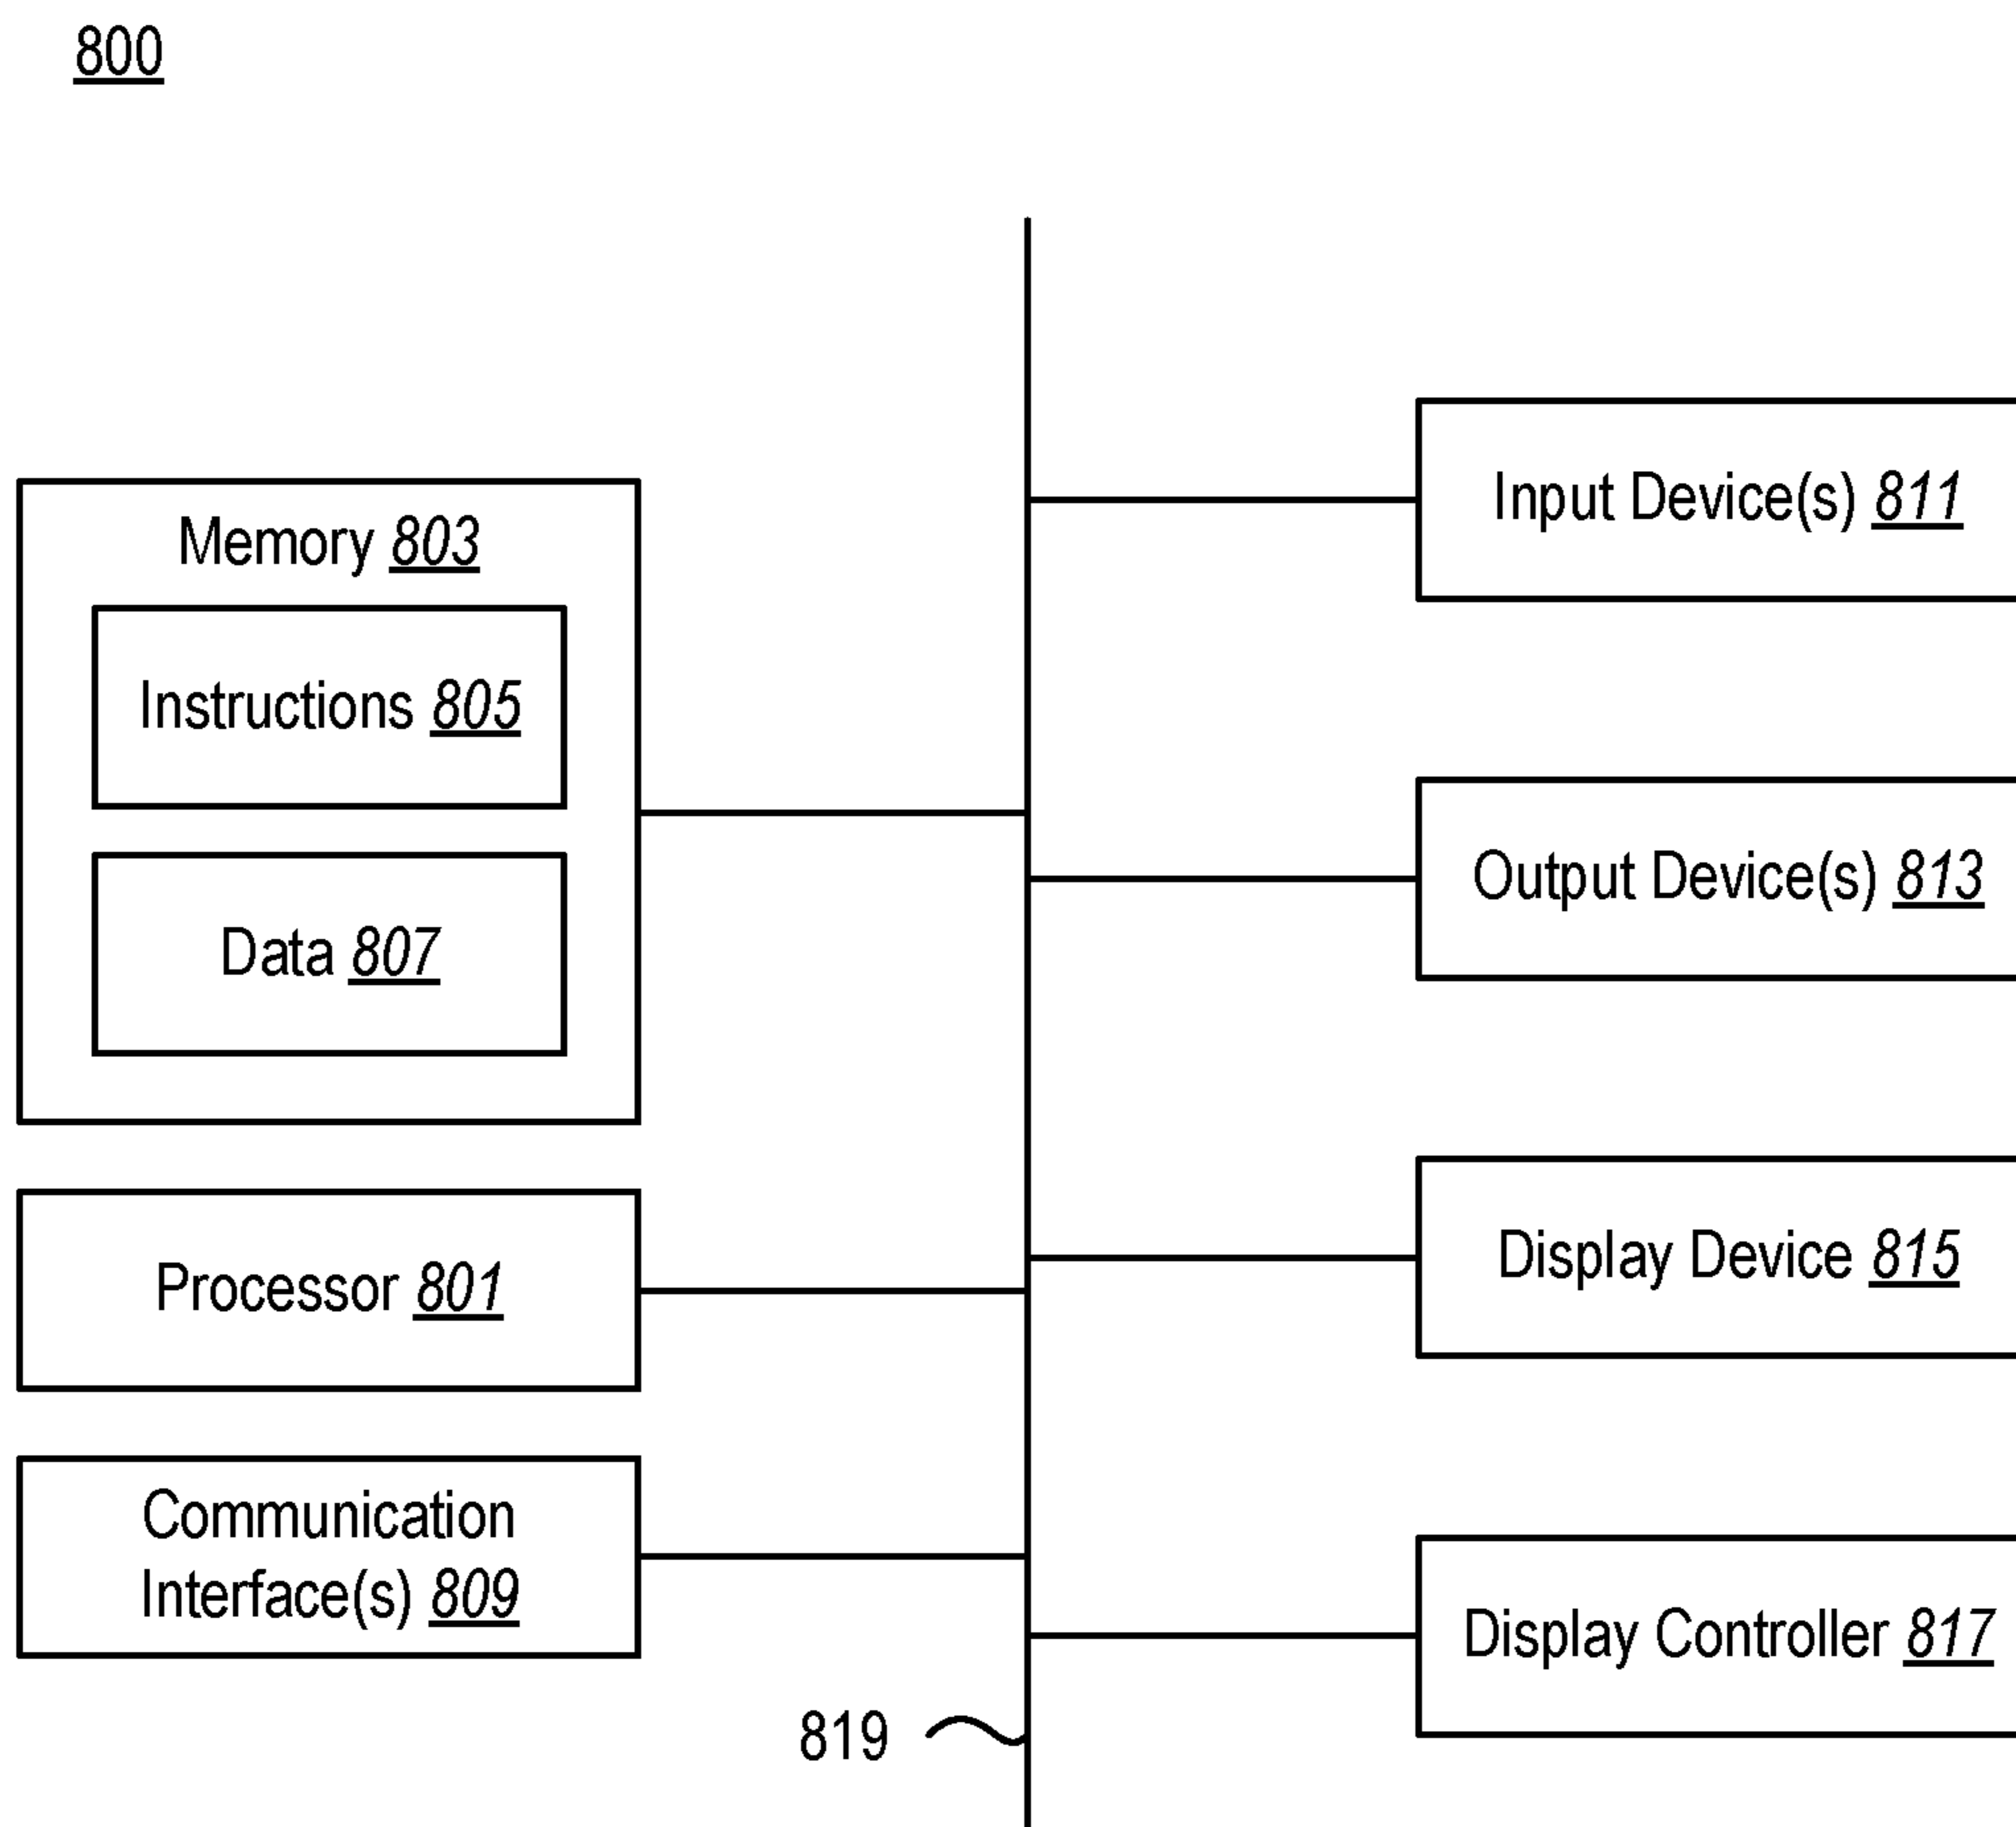 800
Memory 803
Instructions 805
Data 807
Processor 801
Communication
Interface(s) 809
Input Device(s) 811
Output Device(s) 813
Display Device 815
Display Controller 817
819